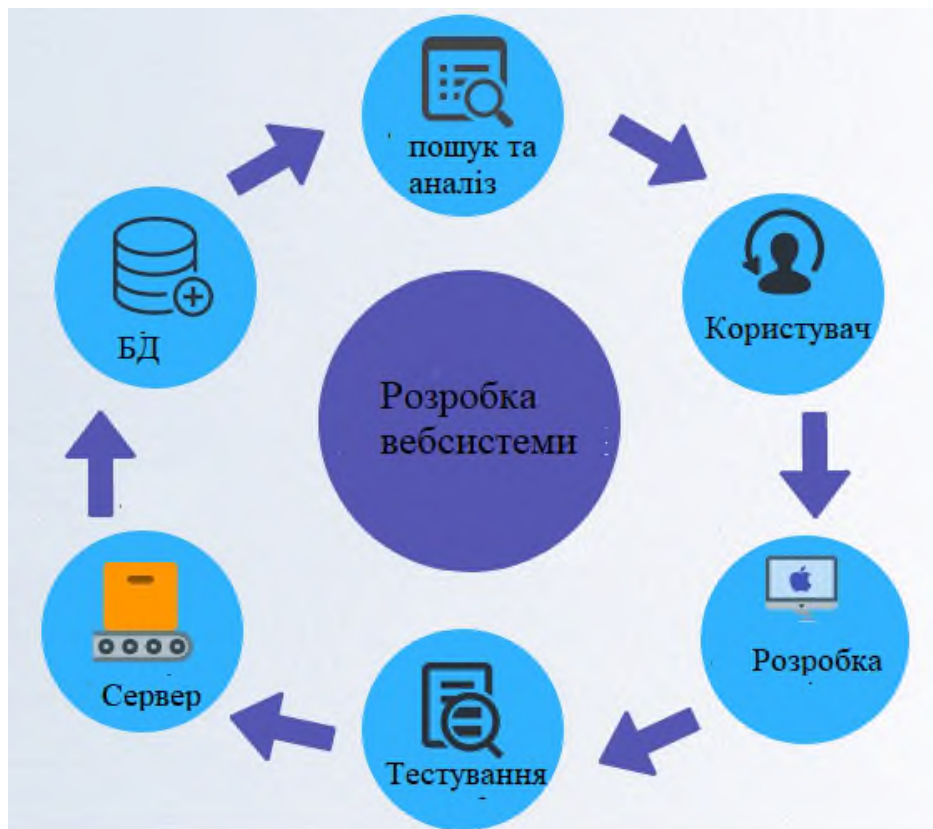 пошук та
аналіз
Користувач
Розробка
Тестування
Сервер
БД
Розробка
вебсистеми